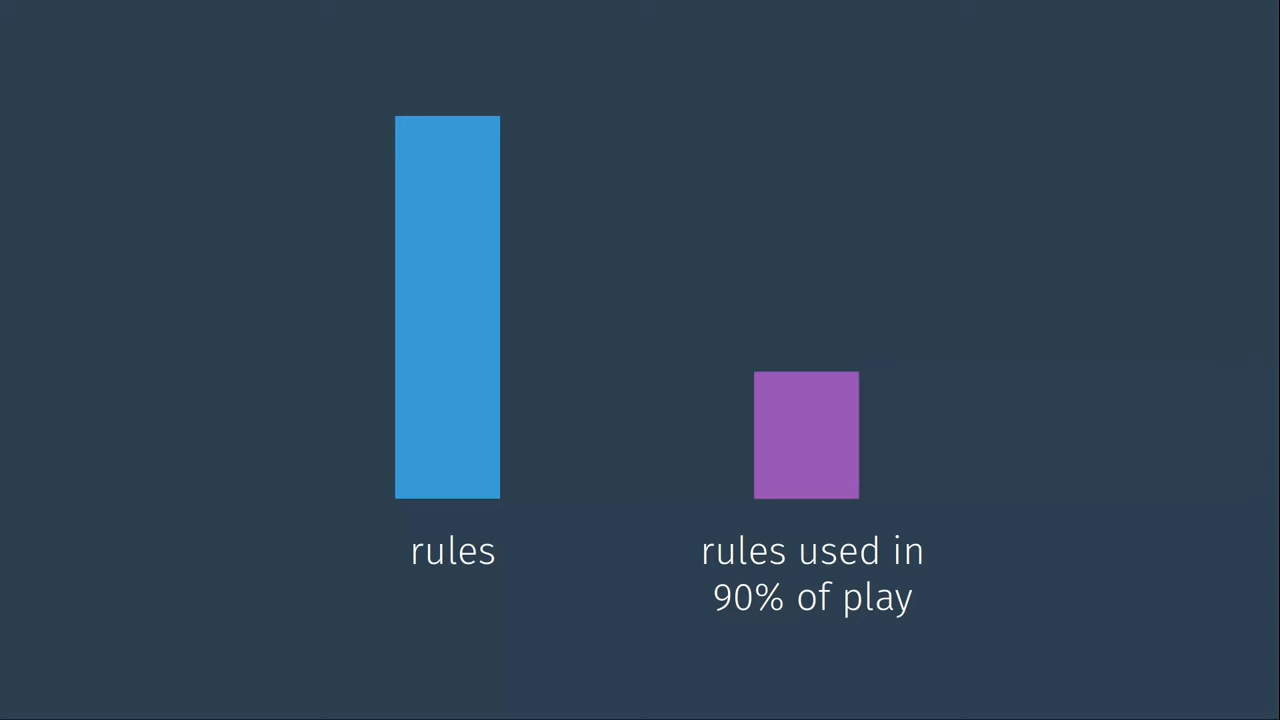 rules
rules used in
90% of play